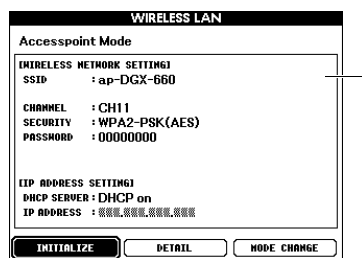 WIRELESS LAN
Accesspoint Mode
[WIRELESS NETWORK SETTING]
SSID : ap-DGX-660
CHANNEL : CH11
SECURITY : WPA2-PSK(AES)
PASSWORD : 00000000
[IP ADDRESS SETTING]
DHCP SERVER : DHCP on
IP ADDRESS :
INITIALIZE DETAIL MODE CHANGE